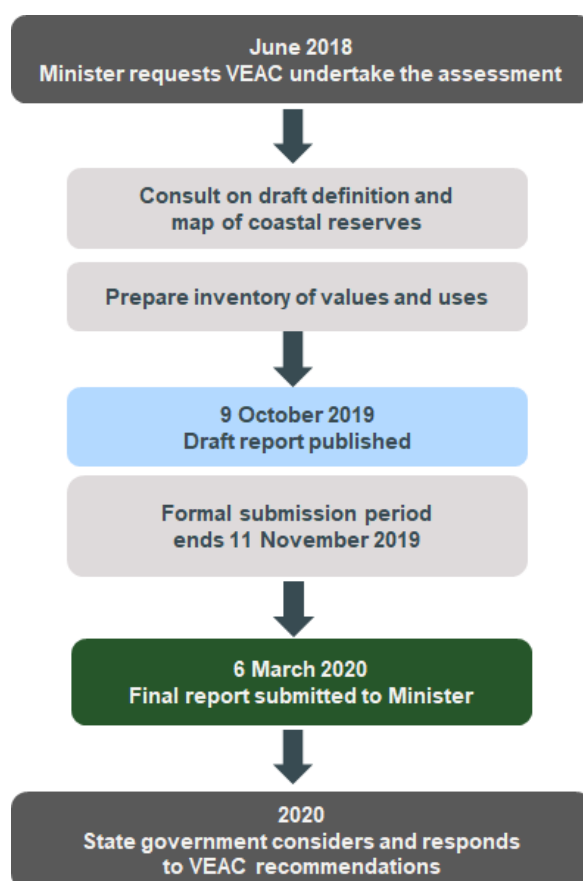 June 2018
Minister requests VEAC undertake the assessment
Consult on draft definition and
map of coastal reserves
Prepare inventory of values and uses
9 October 2019
Draft report published
Formal submission period
ends 11 November 2019
6 March 2020
Final report submitted to Minister
2020
State government considers and responds
to VEAC recommendations